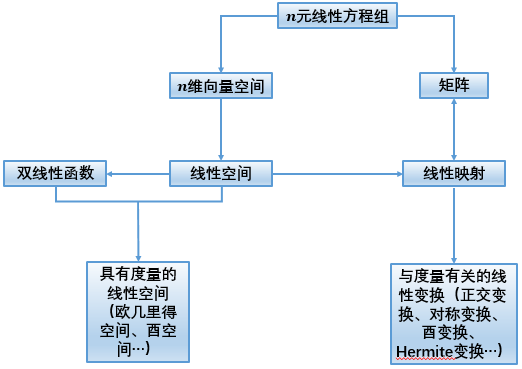 n元线性方程组
n维向量空间
矩阵
双线性函数
线性空间
线性映射
具有度量的
线性空间
（欧几里得
空间、酉空
间…）
与度量有关的线
性变换（正交变
换、对称变换、
酉变换、
Hermite变换…)